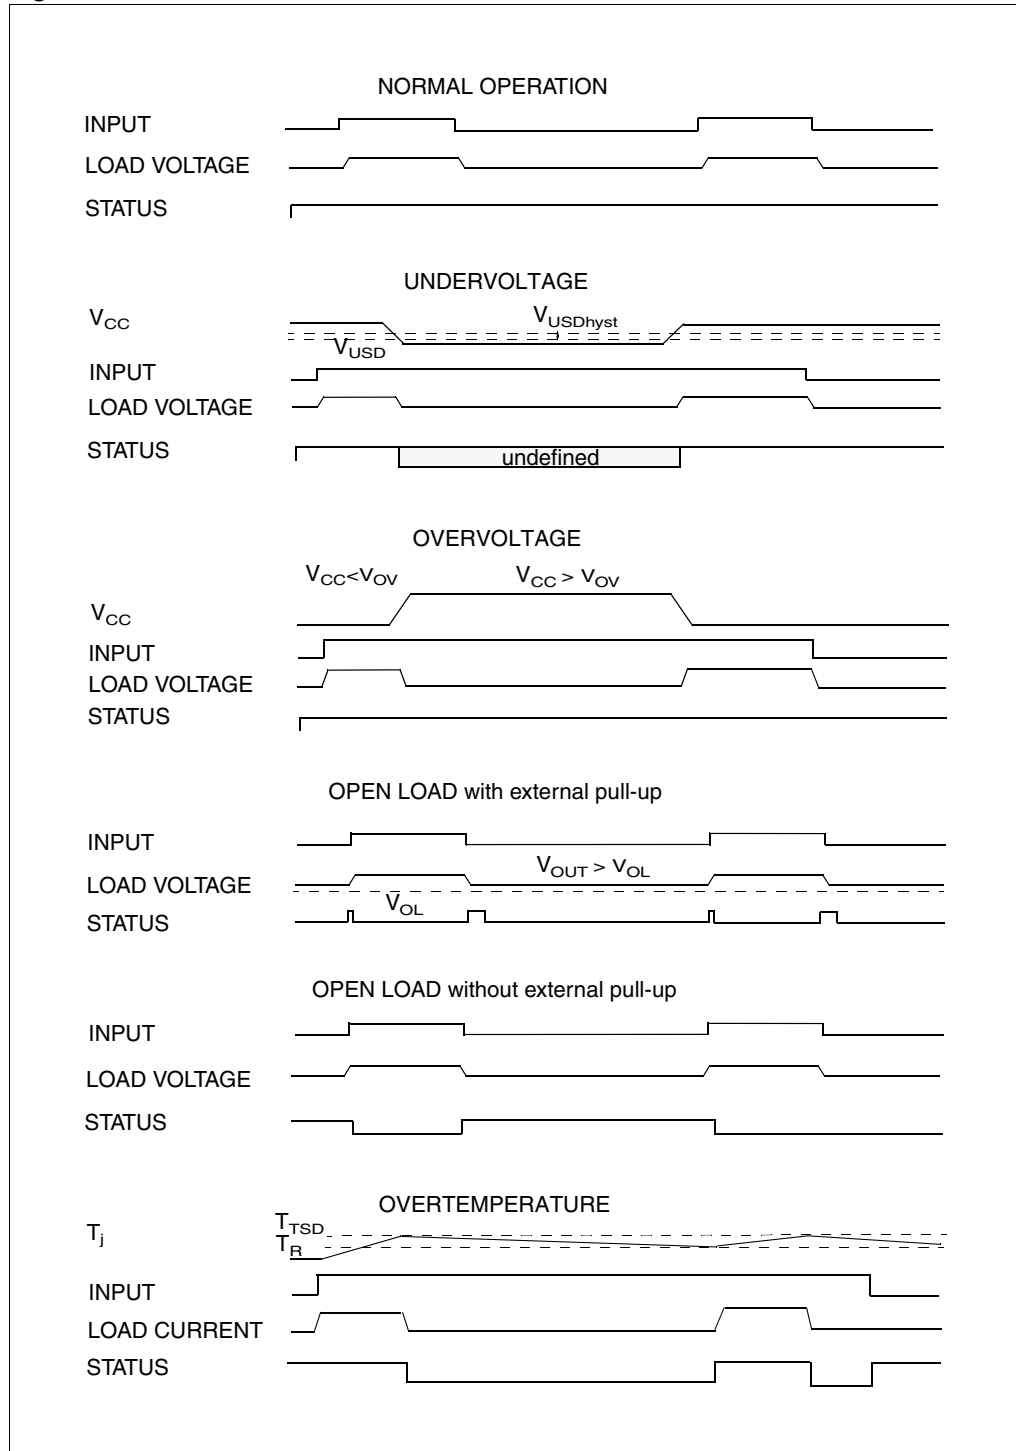 NORMAL OPERATION
INPUT
LOAD VOLTAGE
STATUS
UNDERVOLTAGE
VCC
VUSDhyst
VUSD
INPUT
LOAD VOLTAGE
STATUS
undefined
OVERVOLTAGE
VCC<VOV
VCC > VOV
VCC
INPUT
LOAD VOLTAGE
STATUS
OPEN LOAD with external pull-up
INPUT
VOUT > VOL
LOAD VOLTAGE
VOL
STATUS
OPEN LOAD without external pull-up
INPUT
LOAD VOLTAGE
STATUS
OVERTEMPERATURE
TTSD
Tj
TR
INPUT
LOAD CURRENT
STATUS